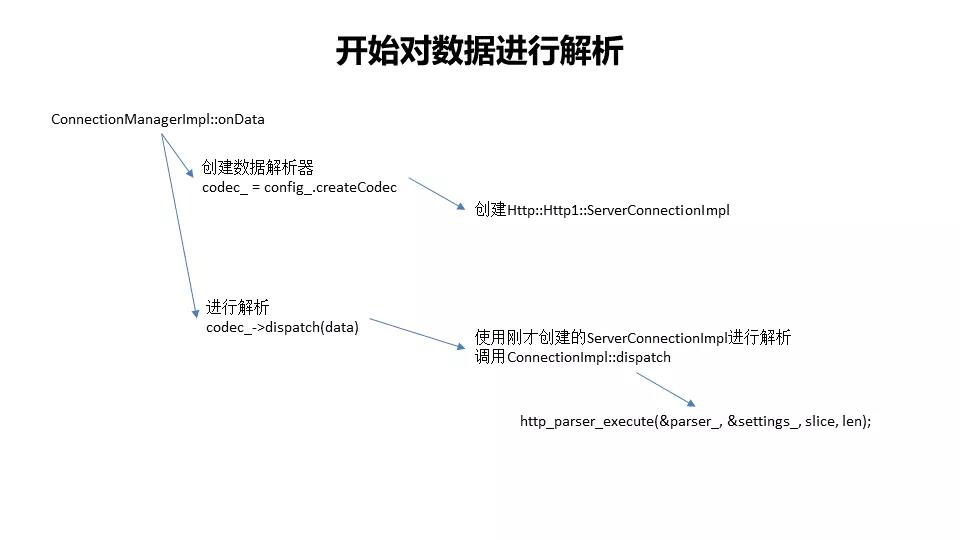 开始对数据进行解析
ConnectionManagerImpl::onData
创建数据解析器
codec_ = config_.createCodec
创建Http::Http1::ServerConnectionImpl
进行解析
codec_->dispatch(data)
使用刚才创建的ServerConnectionImpl进行解析
调用ConnectionImpl::dispatch
http_parser_execute(&parser_, &settings_, slice, len);